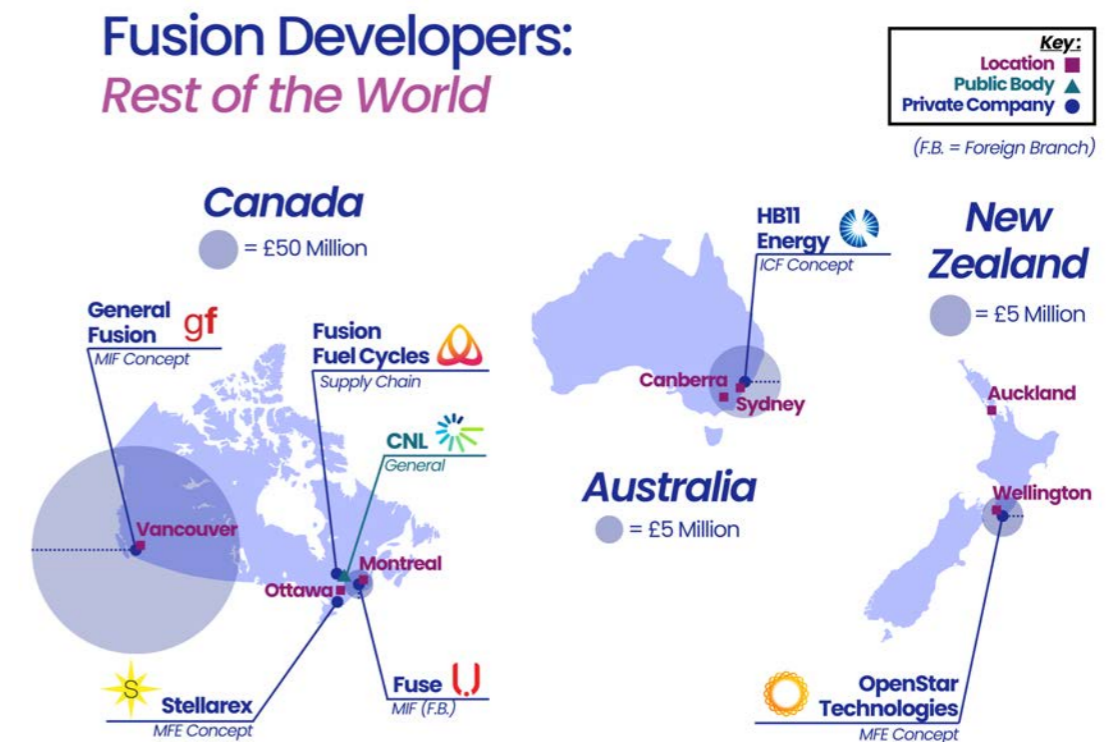 Fusion Developers:
Rest of the World
Key:
Location
Public Body
Private Company
(F.B. = Foreign Branch)
Canada
= £50 Million
General
Fusion
gf
MIF Concept
Fusion
Fuel Cycles
Supply Chain
CNL
General
Vancouver
Montreal
Ottawa
S
Stellarex
MFE Concept
Fuse
MIF (F.B.)
HB11
Energy
ICF Concept
Canberra
Sydney
Australia
= £5 Million
New
Zealand
= £5 Million
Auckland
Wellington
OpenStar
Technologies
MFE Concept